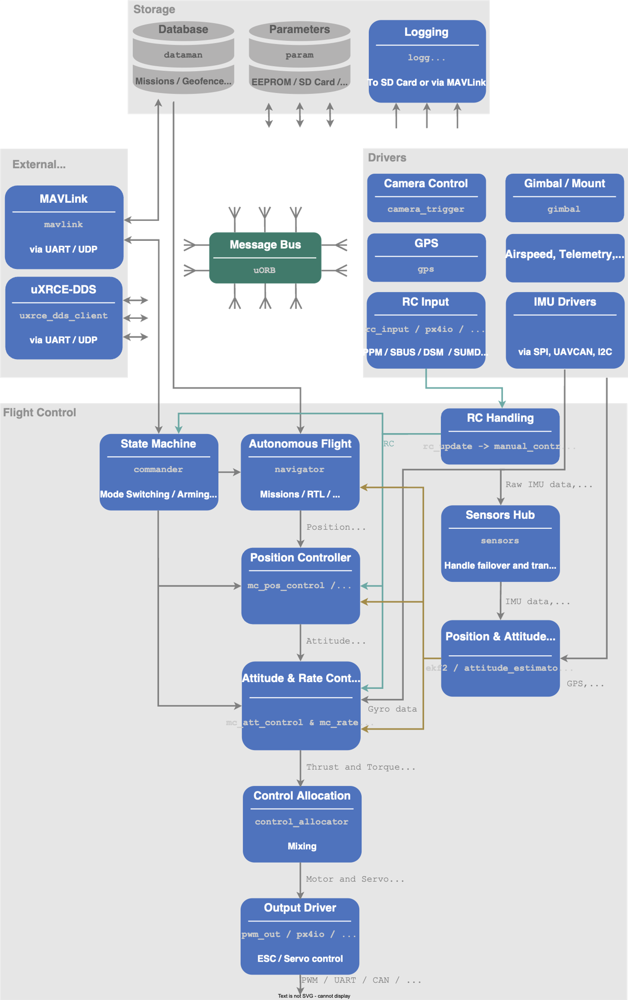 Storage
Database
dataman
Missions / Geofence...
Parameters
param
EEPROM / SD Card /...
Logging
logg...
To SD Card or via MAVLink
External...
MAVLink
mavlink
via UART / UDP
uXRCE-DDS
uxrce_dds_client
via UART / UDP
Message Bus
uORB
Drivers
Camera Control
camera_trigger
Gimbal / Mount
gimbal
GPS
gps
Airspeed, Telemetry,...
RC Input
rc_input / px4io / ...
PPM / SBUS / DSM / SUMD...
IMU Drivers
via SPI, UAVCAN, I2C
Flight Control
RC Handling
rc_update -> manual_contr...
RC
State Machine
commander
Mode Switching / Arming...
Autonomous Flight
navigator
Missions / RTL / ...
Raw IMU data,...
Sensors Hub
sensors
Handle failover and tran...
Position...
Position Controller
mc_pos_control /...
IMU data,...
Position & Attitude...
ekf2 / attitude_estimato...
GPS,...
Attitude...
Attitude & Rate Cont...
mc_att_control & mc_rate...
Gyro data
Thrust and Torque...
Control Allocation
control_allocator
Mixing
Motor and Servo...
Output Driver
pwm_out / px4io / ...
ESC / Servo control
PWM / UART / CAN / ...
Text is not SVG - cannot display